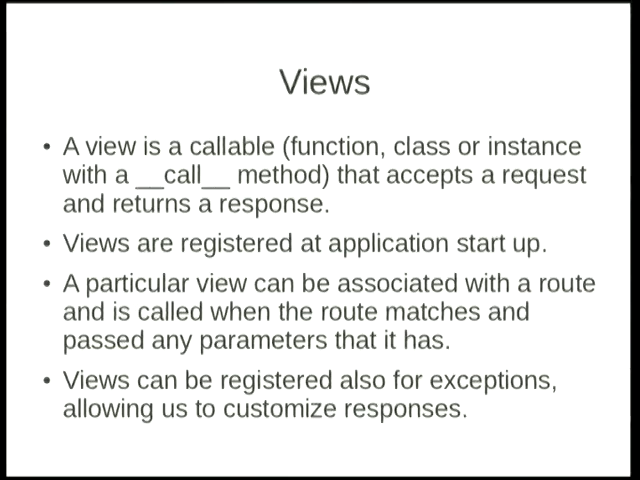 Views
• A view is a callable (function, class or instance
with a __call__ method) that accepts a request
and returns a response.
• Views are registered at application start up.
• A particular view can be associated with a route
and is called when the route matches and
passed any parameters that it has.
• Views can be registered also for exceptions,
allowing us to customize responses.